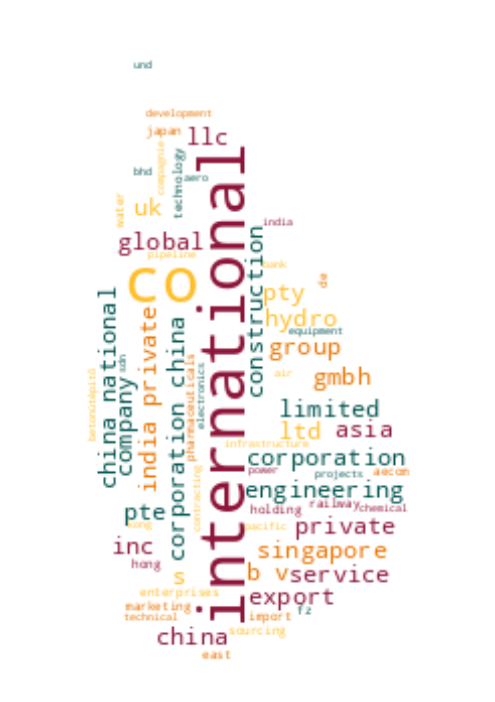 und
development
japan
llc
compagnie
technology
bhd
aero
water
uk
india
global
pipeline
construction
bank
co
de
pty
international
china national
company
sdn
india private
corporation china
pharmaceuticals
electronics
hydro
equipment
group
air
gmbh
betonútépítő
limited
ltd
asia
infrastructure
corporation
power
projects
aecom
contracting
engineering
pte
kong
holding
railway
chemical
pacific
private
inc
hong
singapore
s
b v
service
enterprises
export
marketing
technical
import
fz
china
sourcing
east